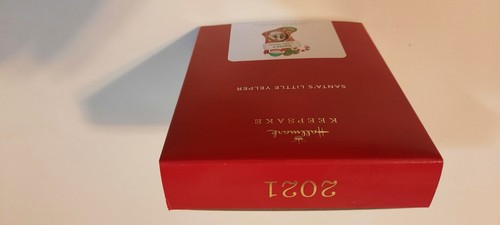 SANTA'S LITTLE YELPER
Hallmark
KEEPSAKE
2021